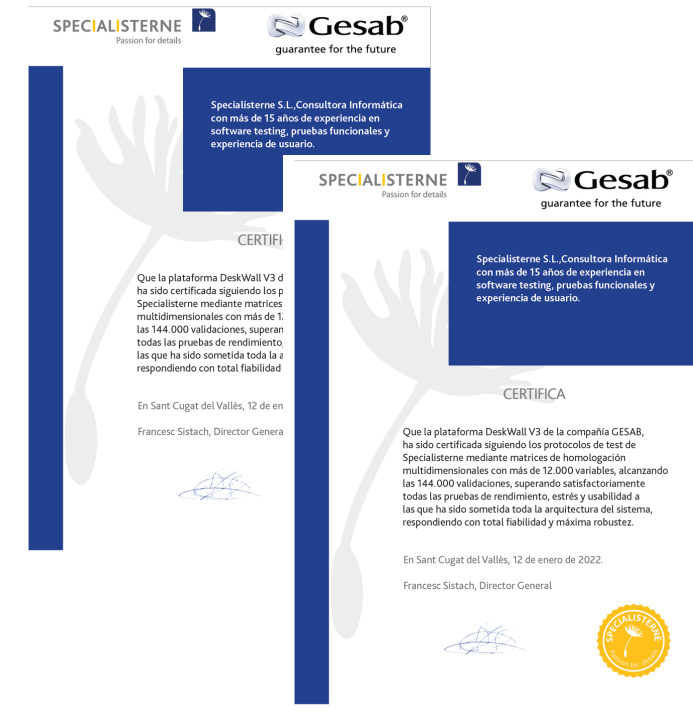 SPECIALISTERNE
Passion for details
Gesab®
guarantee for the future
Specialisterne S.L.,Consultora Informática
con más de 15 años de experiencia en
software testing, pruebas funcionales y
experiencia de usuario.
CERTIFI
Que la plataforma DeskWall V3 d
ha sido certificada siguiendo los p
Specialisterne mediante matrices
multidimensionales con más de 1
las 144.000 validaciones, superan
todas las pruebas de rendimiento,
las que ha sido sometida toda la a
respondiendo con total fiabilidad
En Sant Cugat del Vallès, 12 de en
Francesc Sistach, Director Genera
SPECIALISTERNE
Passion for details
Gesab®
guarantee for the future
Specialisterne S.L.,Consultora Informática
con más de 15 años de experiencia en
software testing, pruebas funcionales y
experiencia de usuario.
CERTIFICA
Que la plataforma DeskWall V3 de la compañía GESAB,
ha sido certificada siguiendo los protocolos de test de
Specialisterne mediante matrices de homologación
multidimensionales con más de 12.000 variables, alcanzando
las 144.000 validaciones, superando satisfactoriamente
todas las pruebas de rendimiento, estrés y usabilidad a
las que ha sido sometida toda la arquitectura del sistema,
respondiendo con total fiabilidad y máxima robustez.
En Sant Cugat del Vallès, 12 de enero de 2022.
Francesc Sistach, Director General
SPECIALISTERNE
Passion for details